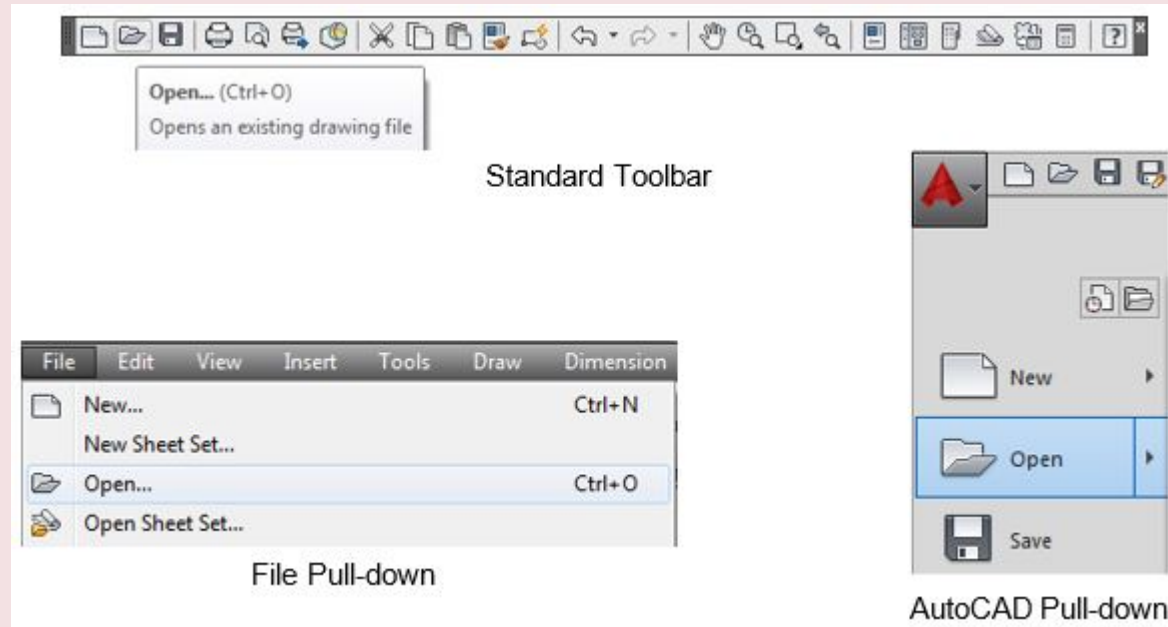 Open... (Ctrl+O)
Opens an existing drawing file
Standard Toolbar
File Edit View Insert Tools Draw Dimension
New... Ctrl+N
New Sheet Set...
Open... Ctrl+O
Open Sheet Set...
File Pull-down
New
Open
Save
AutoCAD Pull-down